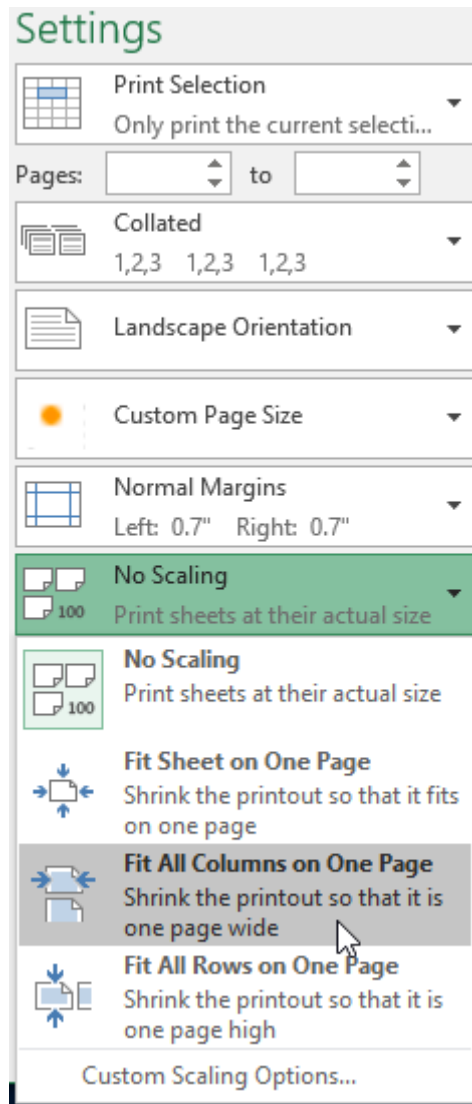 Settings
Print Selection
Only print the current selecti...
Pages: to
Collated
1,2,3 1,2,3 1,2,3
Landscape Orientation
Custom Page Size
Normal Margins
Left: 0.7" Right: 0.7"
No Scaling
100 Print sheets at their actual size
No Scaling
100 Print sheets at their actual size
Fit Sheet on One Page
Shrink the printout so that it fits
on one page
Fit All Columns on One Page
Shrink the printout so that it is
one page wide
Fit All Rows on One Page
Shrink the printout so that it is
one page high
Custom Scaling Options...